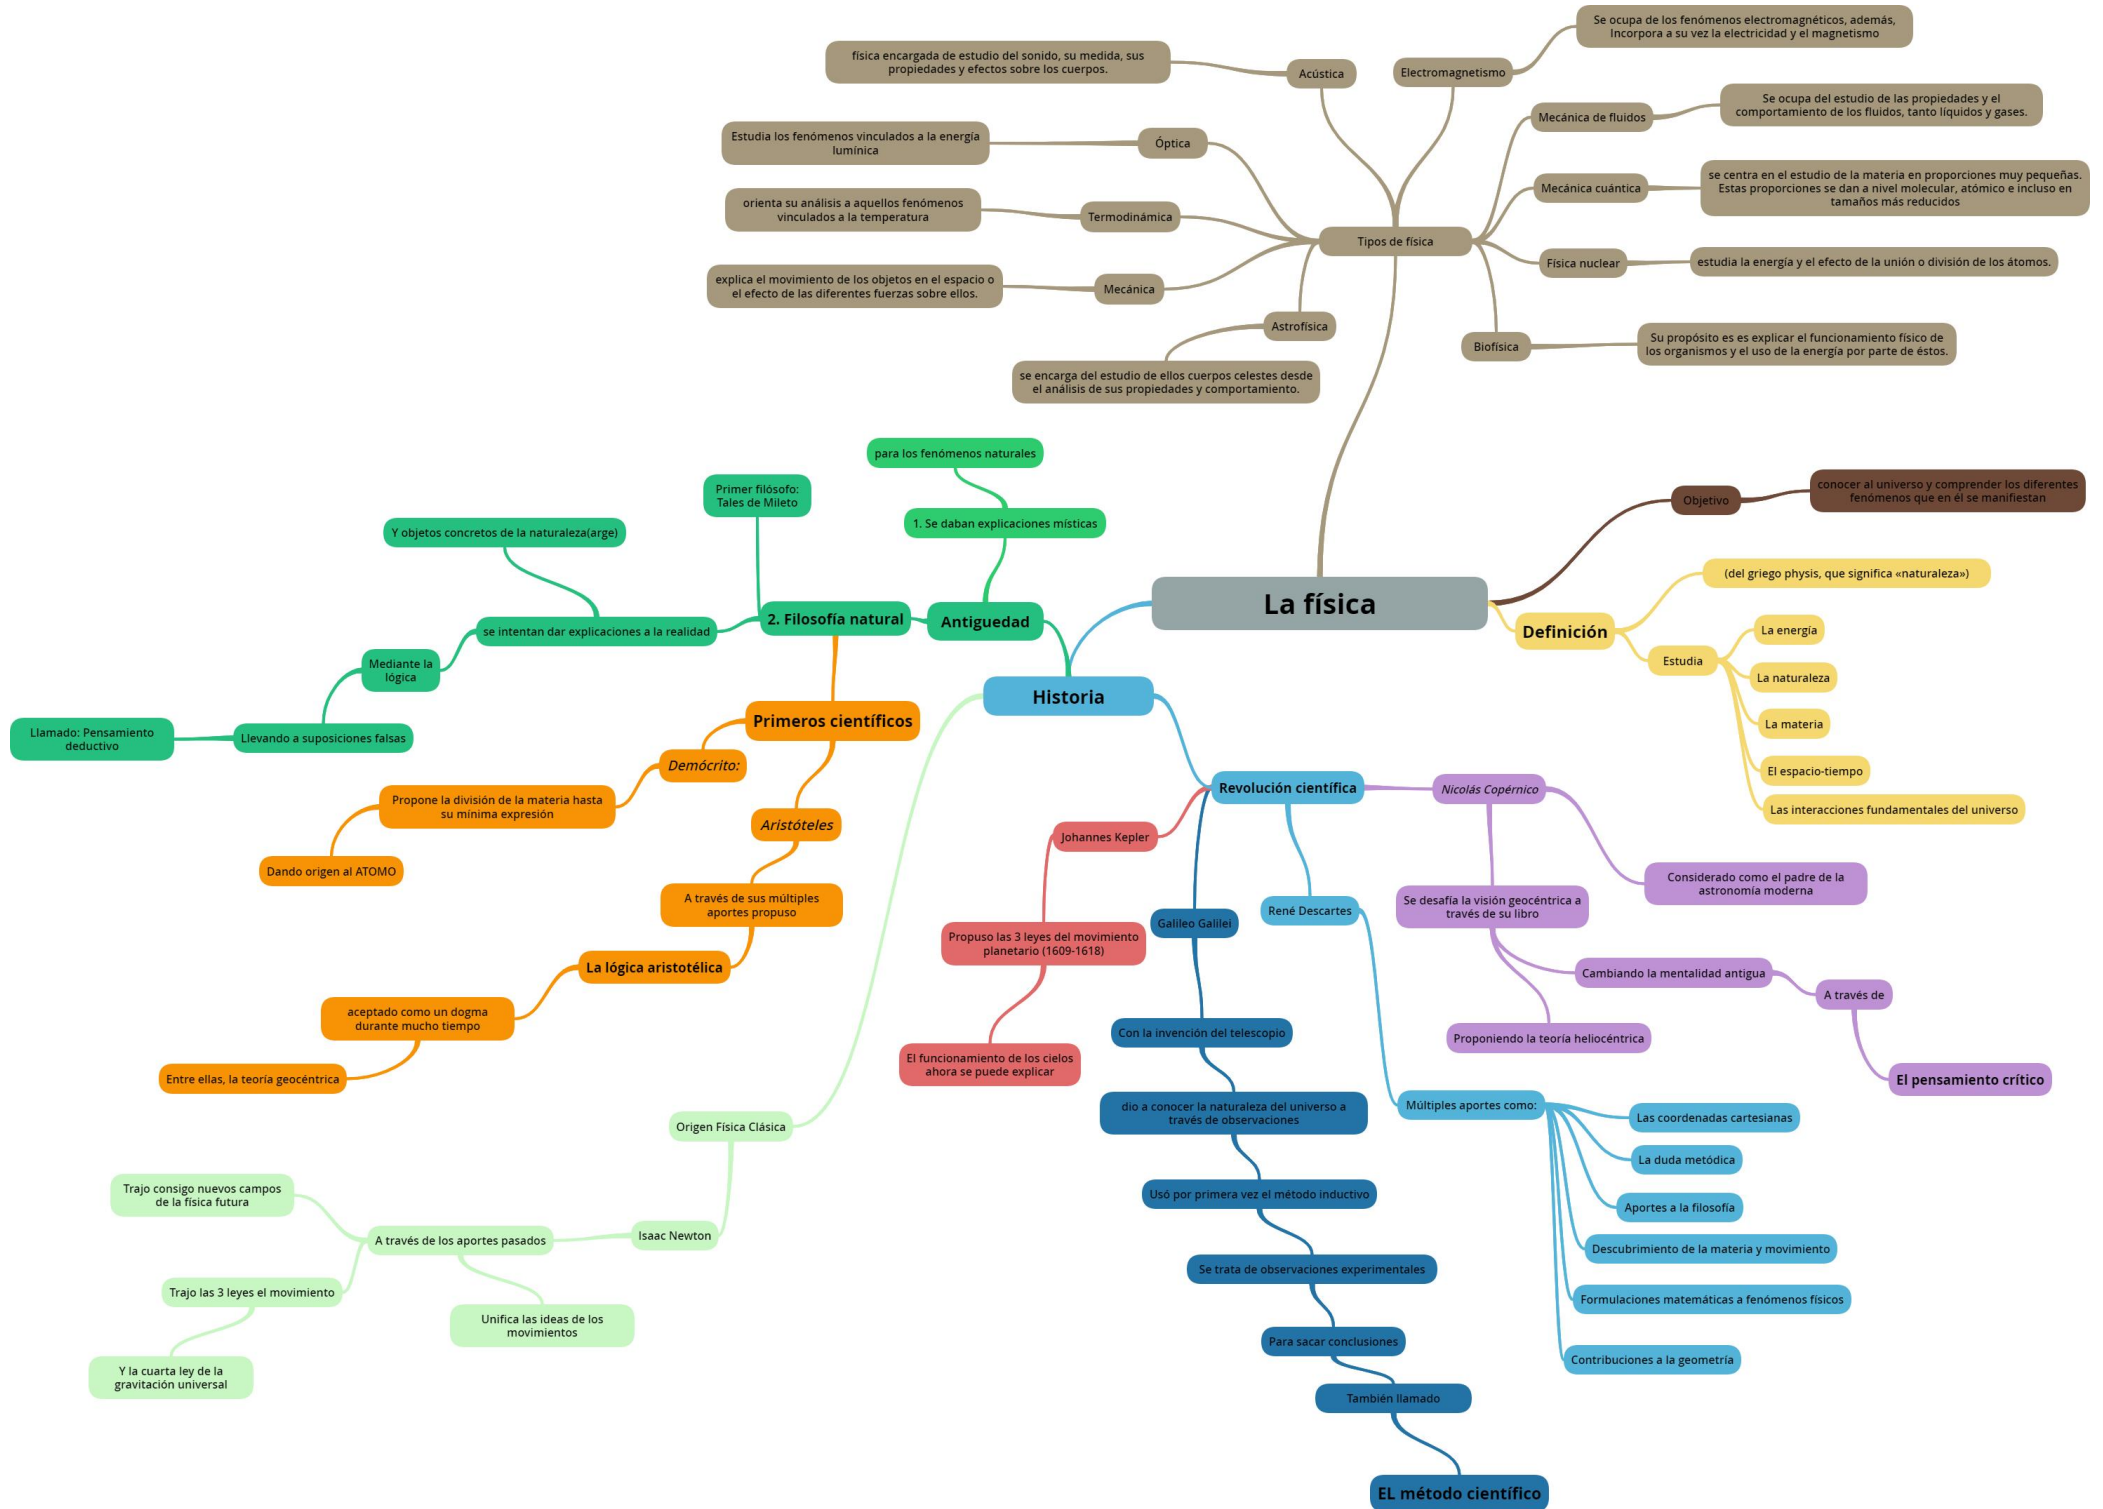 La física
Tipos de física
Acústica
física encargada de estudio del sonido, su medida, sus
propiedades y efectos sobre los cuerpos.
Óptica
Estudia los fenómenos vinculados a la energía
lumínica
Termodinámica
orienta su análisis a aquellos fenómenos
vinculados a la temperatura
Mecánica
explica el movimiento de los objetos en el espacio o
el efecto de las diferentes fuerzas sobre ellos.
Astrofísica
se encarga del estudio de ellos cuerpos celestes desde
el análisis de sus propiedades y comportamiento.
Electromagnetismo
Se ocupa de los fenómenos electromagnéticos, además,
Incorpora a su vez la electricidad y el magnetismo
Mecánica de fluidos
Se ocupa del estudio de las propiedades y el
comportamiento de los fluidos, tanto líquidos y gases.
Mecánica cuántica
se centra en el estudio de la materia en proporciones muy pequeñas.
Estas proporciones se dan a nivel molecular, atómico e incluso en
tamaños más reducidos
Física nuclear
estudia la energía y el efecto de la unión o división de los átomos.
Biofísica
Su propósito es es explicar el funcionamiento físico de
los organismos y el uso de la energía por parte de éstos.
Objetivo
conocer al universo y comprender los diferentes
fenómenos que en él se manifiestan
Definición
(del griego physis, que significa «naturaleza»)
Estudia
La energía
La naturaleza
La materia
El espacio-tiempo
Las interacciones fundamentales del universo
Historia
Antiguedad
1. Se daban explicaciones místicas
para los fenómenos naturales
2. Filosofía natural
Primer filósofo:
Tales de Mileto
se intentan dar explicaciones a la realidad
Y objetos concretos de la naturaleza(arge)
Mediante la
lógica
Llevando a suposiciones falsas
Llamado: Pensamiento
deductivo
Primeros científicos
Demócrito:
Propone la división de la materia hasta
su mínima expresión
Dando origen al ATOMO
Aristóteles
A través de sus múltiples
aportes propuso
La lógica aristotélica
aceptado como un dogma
durante mucho tiempo
Entre ellas, la teoría geocéntrica
Revolución científica
Nicolás Copérnico
Considerado como el padre de la
astronomía moderna
Se desafía la visión geocéntrica a
través de su libro
Cambiando la mentalidad antigua
A través de
El pensamiento crítico
Proponiendo la teoría heliocéntrica
Johannes Kepler
Propuso las 3 leyes del movimiento
planetario (1609-1618)
El funcionamiento de los cielos
ahora se puede explicar
Galileo Galilei
Con la invención del telescopio
dio a conocer la naturaleza del universo a
través de observaciones
Usó por primera vez el método inductivo
Se trata de observaciones experimentales
Para sacar conclusiones
También llamado
EL método científico
René Descartes
Múltiples aportes como:
Las coordenadas cartesianas
La duda metódica
Aportes a la filosofía
Descubrimiento de la materia y movimiento
Formulaciones matemáticas a fenómenos físicos
Contribuciones a la geometría
Origen Física Clásica
Isaac Newton
A través de los aportes pasados
Trajo consigo nuevos campos
de la física futura
Trajo las 3 leyes el movimiento
Y la cuarta ley de la
gravitación universal
Unifica las ideas de los
movimientos